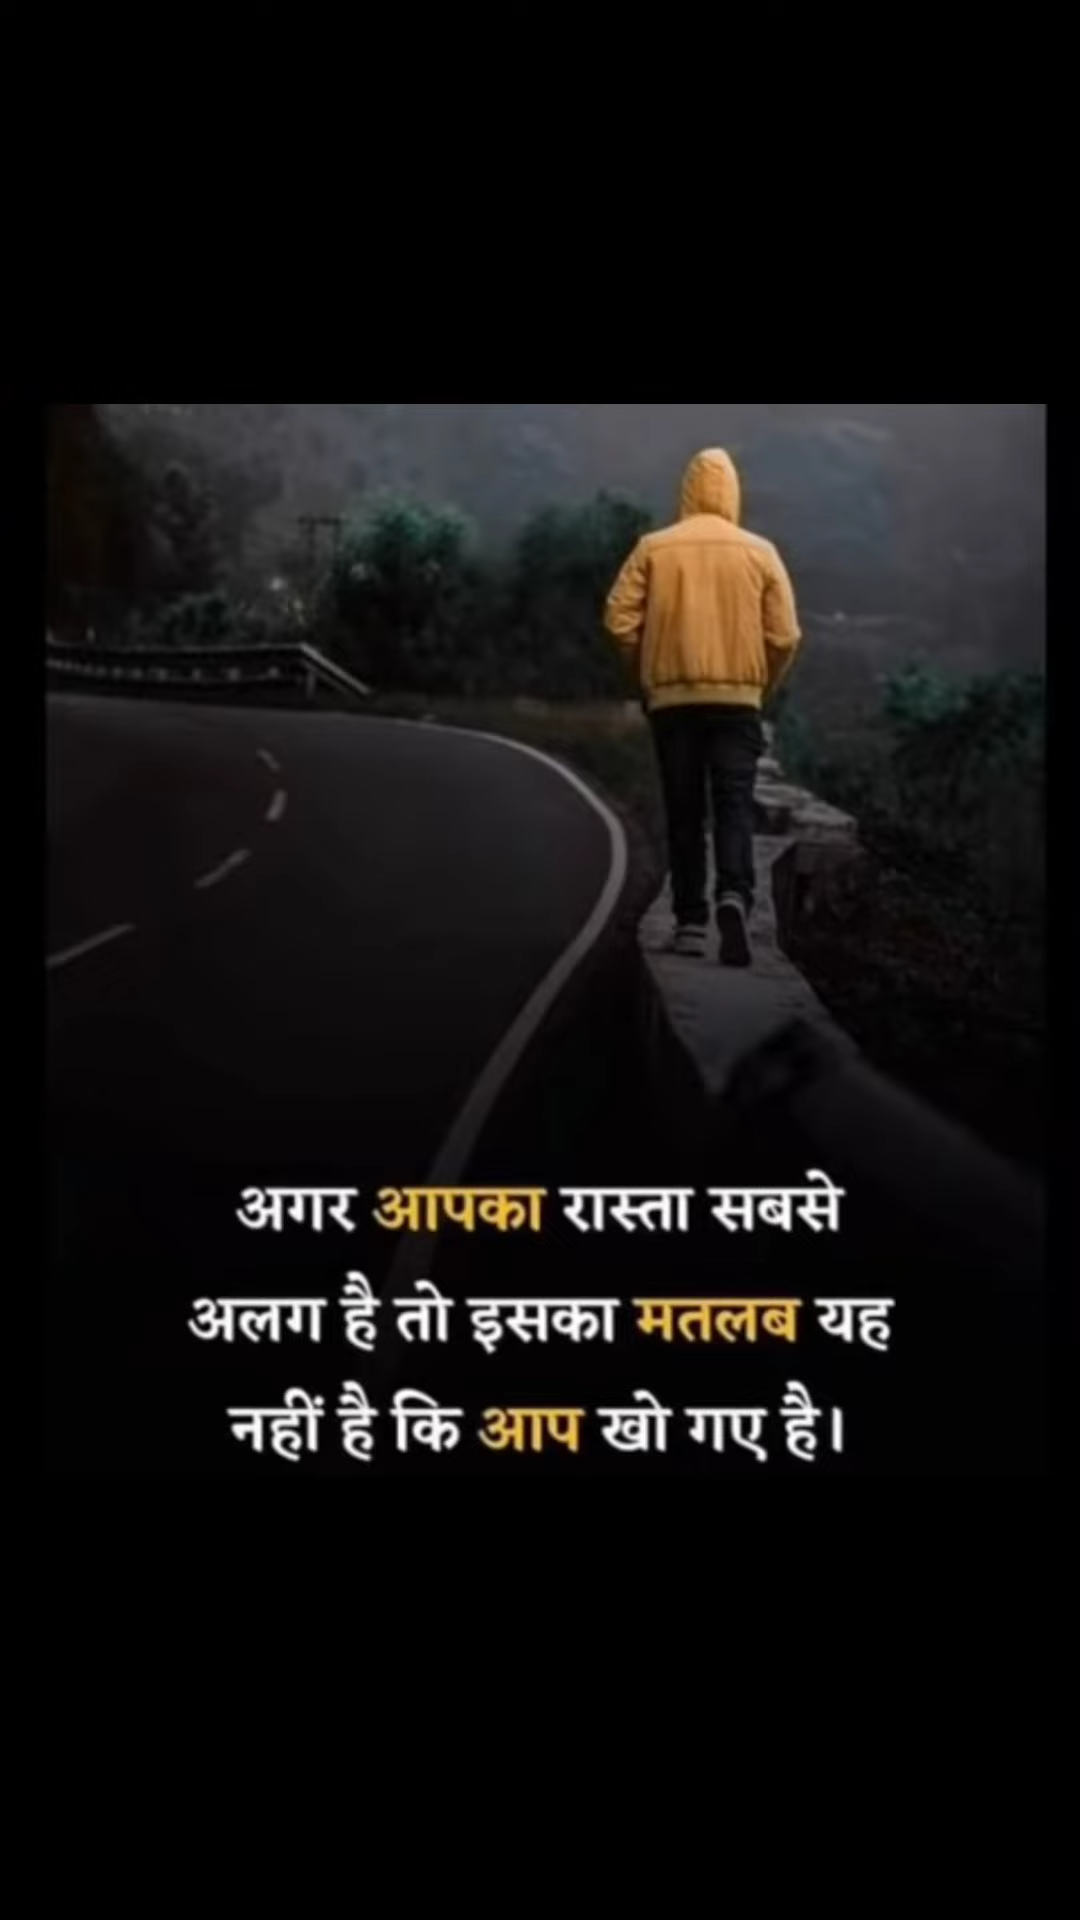 अगर आपका रास्ता सबसे
अलग है तो इसका मतलब यह
नहीं है कि आप खो गए है।